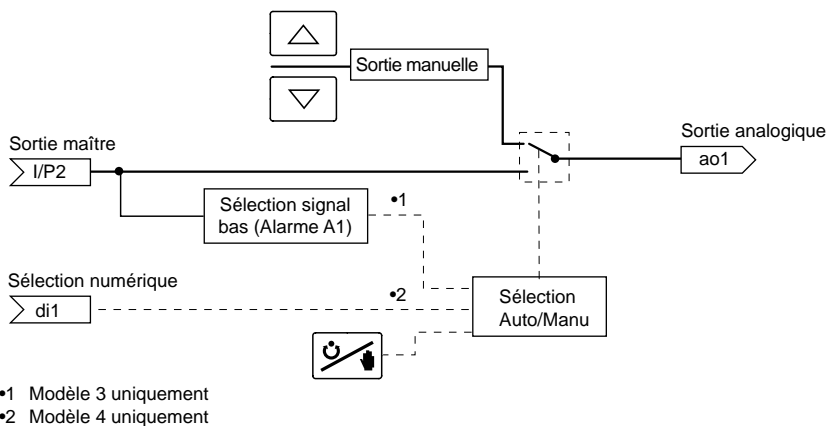 Sortie manuelle
Sortie maître
I/P2
Sortie analogique
ao1
Sélection signal
bas (Alarme A1)
•1
Sélection numérique
di1
•2
Sélection
Auto/Manu
•1 Modèle 3 uniquement
•2 Modèle 4 uniquement